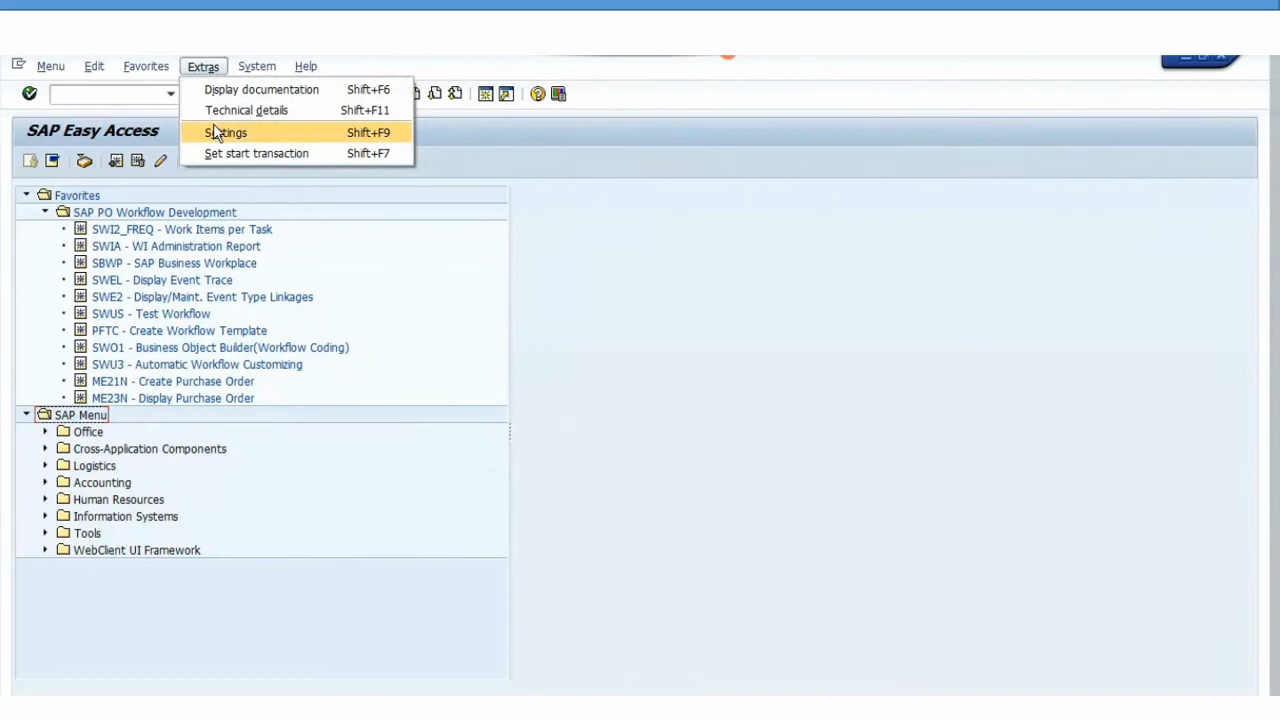 Menu Edit Favorites Extras System Help
Display documentation Shift+F6
Technical details Shift+F11
Settings Shift+F9
Set start transaction Shift+F7
SAP Easy Access
Favorites
SAP PO Workflow Development
SWI2_FREQ - Work Items per Task
SWIA - WI Administration Report
SBWP - SAP Business Workplace
SWEL - Display Event Trace
SWE2 - Display/Maint. Event Type Linkages
SWUS - Test Workflow
PFTC - Create Workflow Template
SWO1 - Business Object Builder(Workflow Coding)
SWU3 - Automatic Workflow Customizing
ME21N - Create Purchase Order
ME23N - Display Purchase Order
SAP Menu
Office
Cross-Application Components
Logistics
Accounting
Human Resources
Information Systems
Tools
WebClient UI Framework